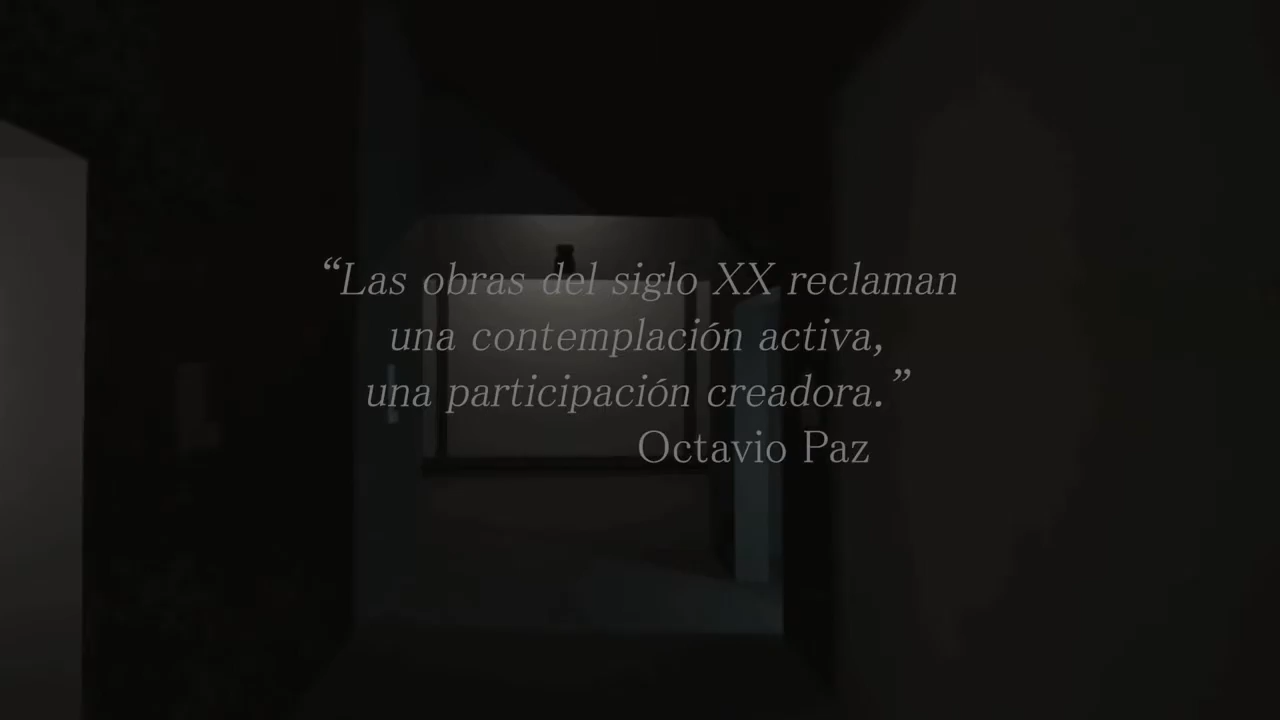 “Las obras del siglo XX reclaman
una contemplación activa,
una participación creadora.”
Octavio Paz